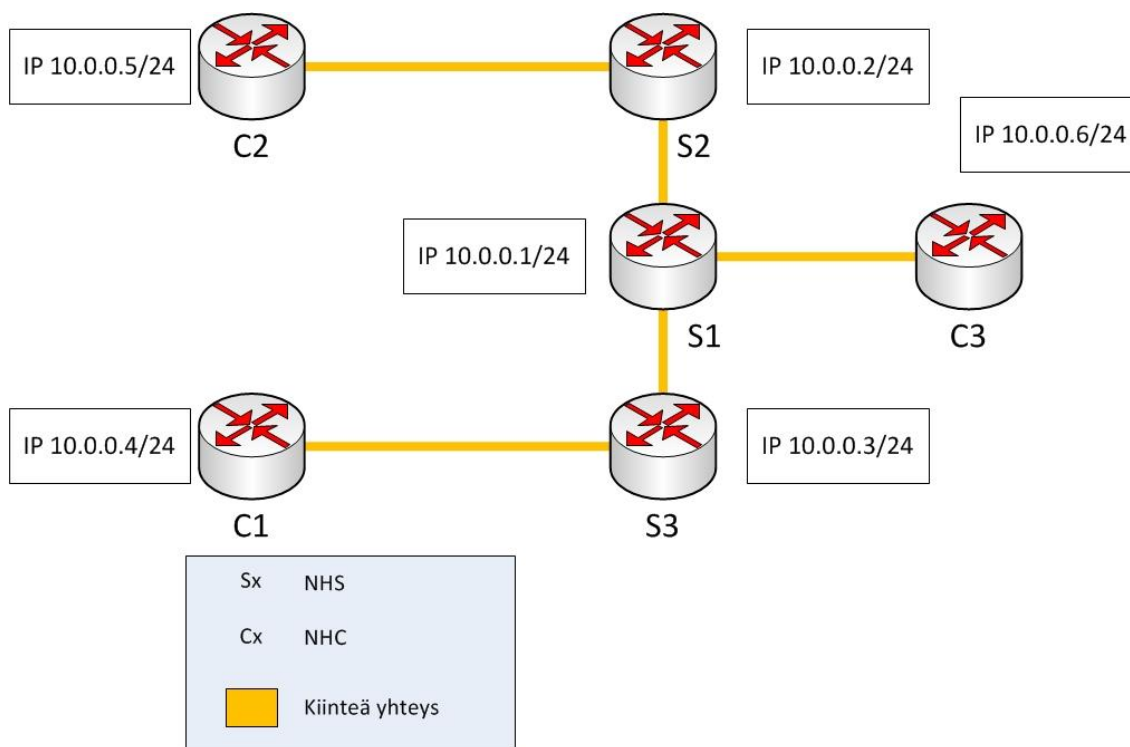 IP 10.0.0.5/24
IP 10.0.0.2/24
C2
S2
IP 10.0.0.6/24
IP 10.0.0.1/24
S1
C3
IP 10.0.0.4/24
IP 10.0.0.3/24
C1
S3
Sx NHS
Cx NHC
Kiinteä yhteys